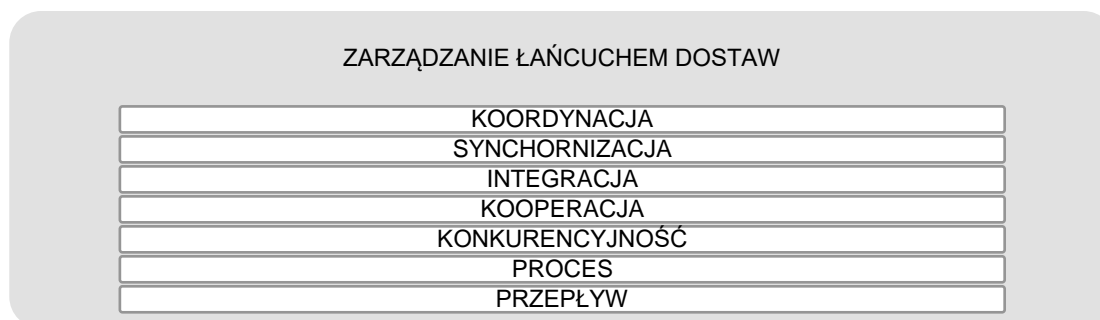 ZARZĄDZANIE ŁAŃCUCHEM DOSTAW
KOORDYNACJA
SYNCHORNIZACJA
INTEGRACJA
KOOPERACJA
KONKURENCYJNOŚĆ
PROCES
PRZEPŁYW